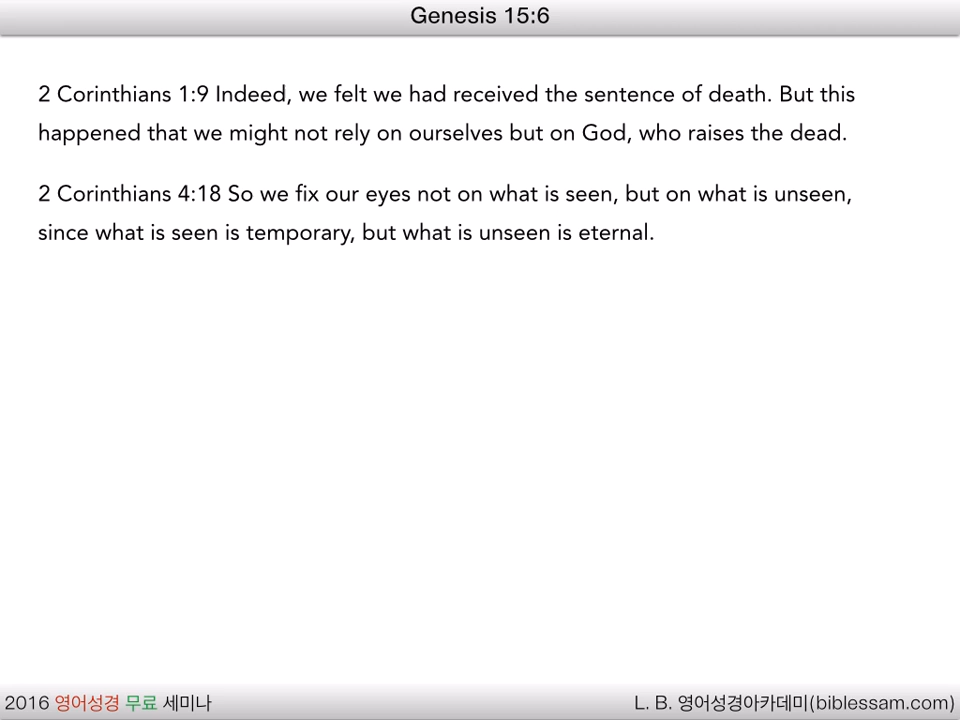 Genesis 15:6
2 Corinthians 1:9 Indeed, we felt we had received the sentence of death. But this
happened that we might not rely on ourselves but on God, who raises the dead.
2 Corinthians 4:18 So we fix our eyes not on what is seen, but on what is unseen,
since what is seen is temporary, but what is unseen is eternal.
2016 영어성경 무료 세미나
L. B. 영어성경아카데미(biblessam.com)